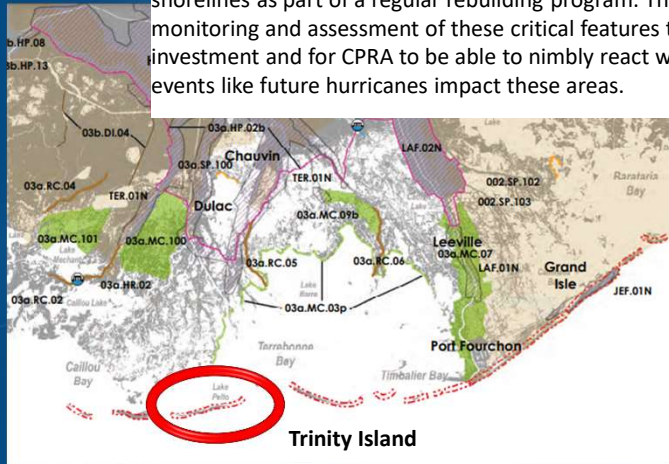 shorelines as part of a regular rebuilding program.
monitoring and assessment of these critical features
investment and for CPRA to be able to nimbly react
events like future hurricanes impact these areas.
b.HP.08
b.HP.13
03a.HP.02b
03b.DI.04
Chauvin
03a.SP.100
LAF.02N
Lake
TER.01N
002.SP.102
Bay
03a.RC.04
TER.01N
002.SP.103
Dulac
03a.MC.09b
Leeville
03a.MC.101
03a.MC.100
03a.MC.07
Lake
03a.RC.05
03a.RC.06
LAF.01N
Grand
Isle
03a.HR.02
JEF.01N
03a.RC.02
Caillou Lake
Lake
03a.MC.03p
Port Fourchon
Terrebonne
Bay
Caillou
Bay
Timbalier Bay
Lake
Pelto
Trinity Island